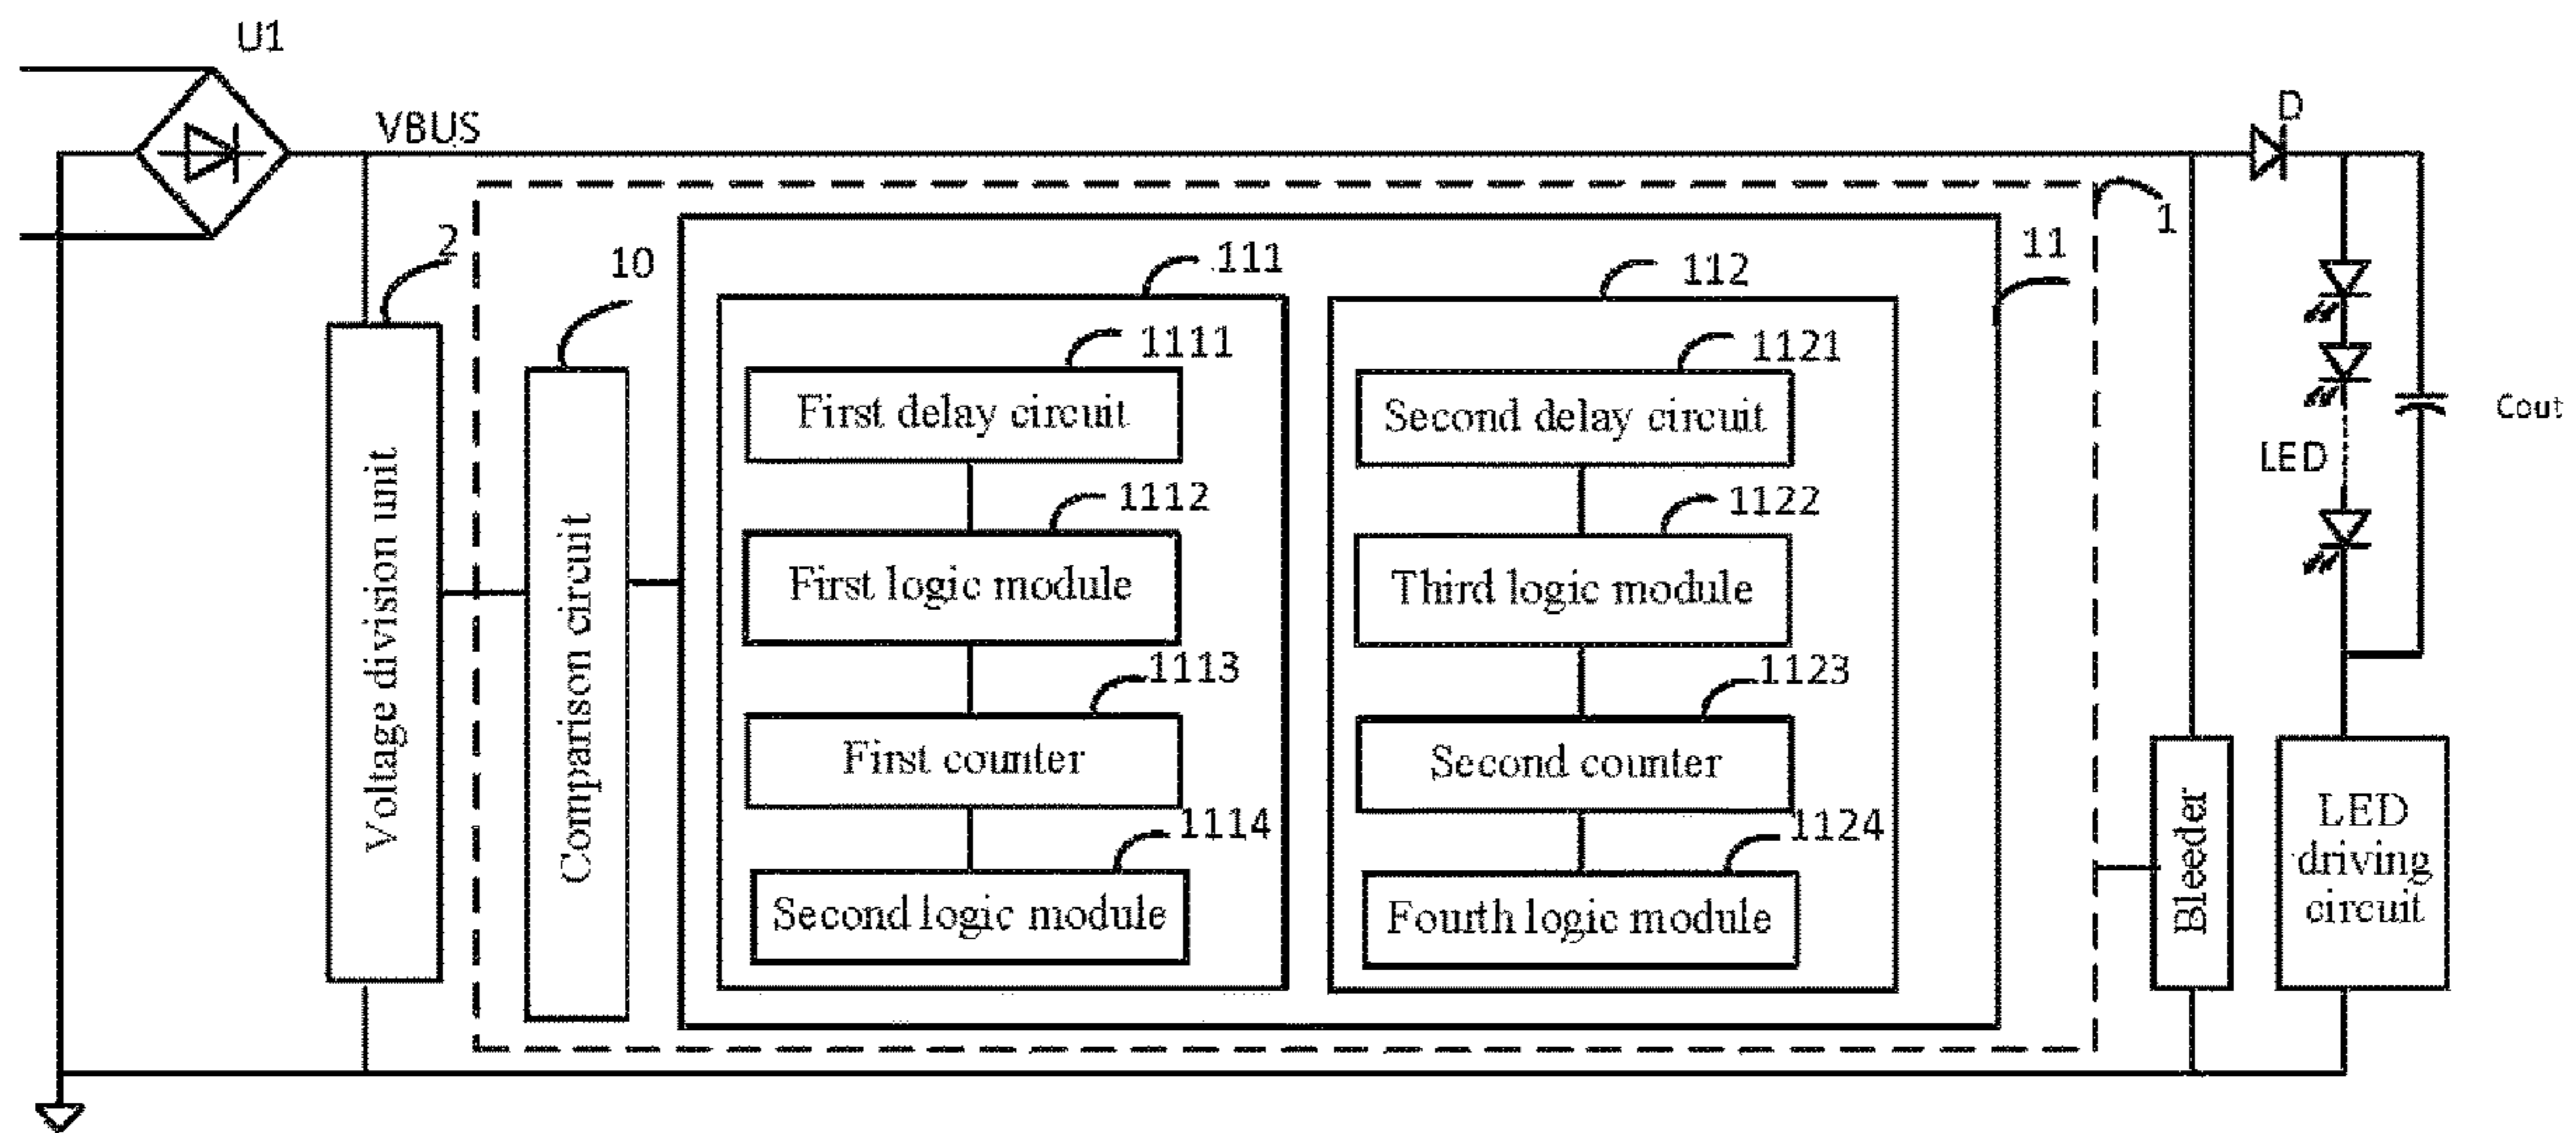 U1
VBUS
D
1
2
10
11
111
112
1111
1121
First delay circuit
Second delay circuit
Cout
LED
1112
1122
Voltage division unit
Comparison circuit
First logic module
Third logic module
1113
1123
First counter
Second counter
1114
1124
Second logic module
Fourth logic module
Bleeder
LED
driving
circuit